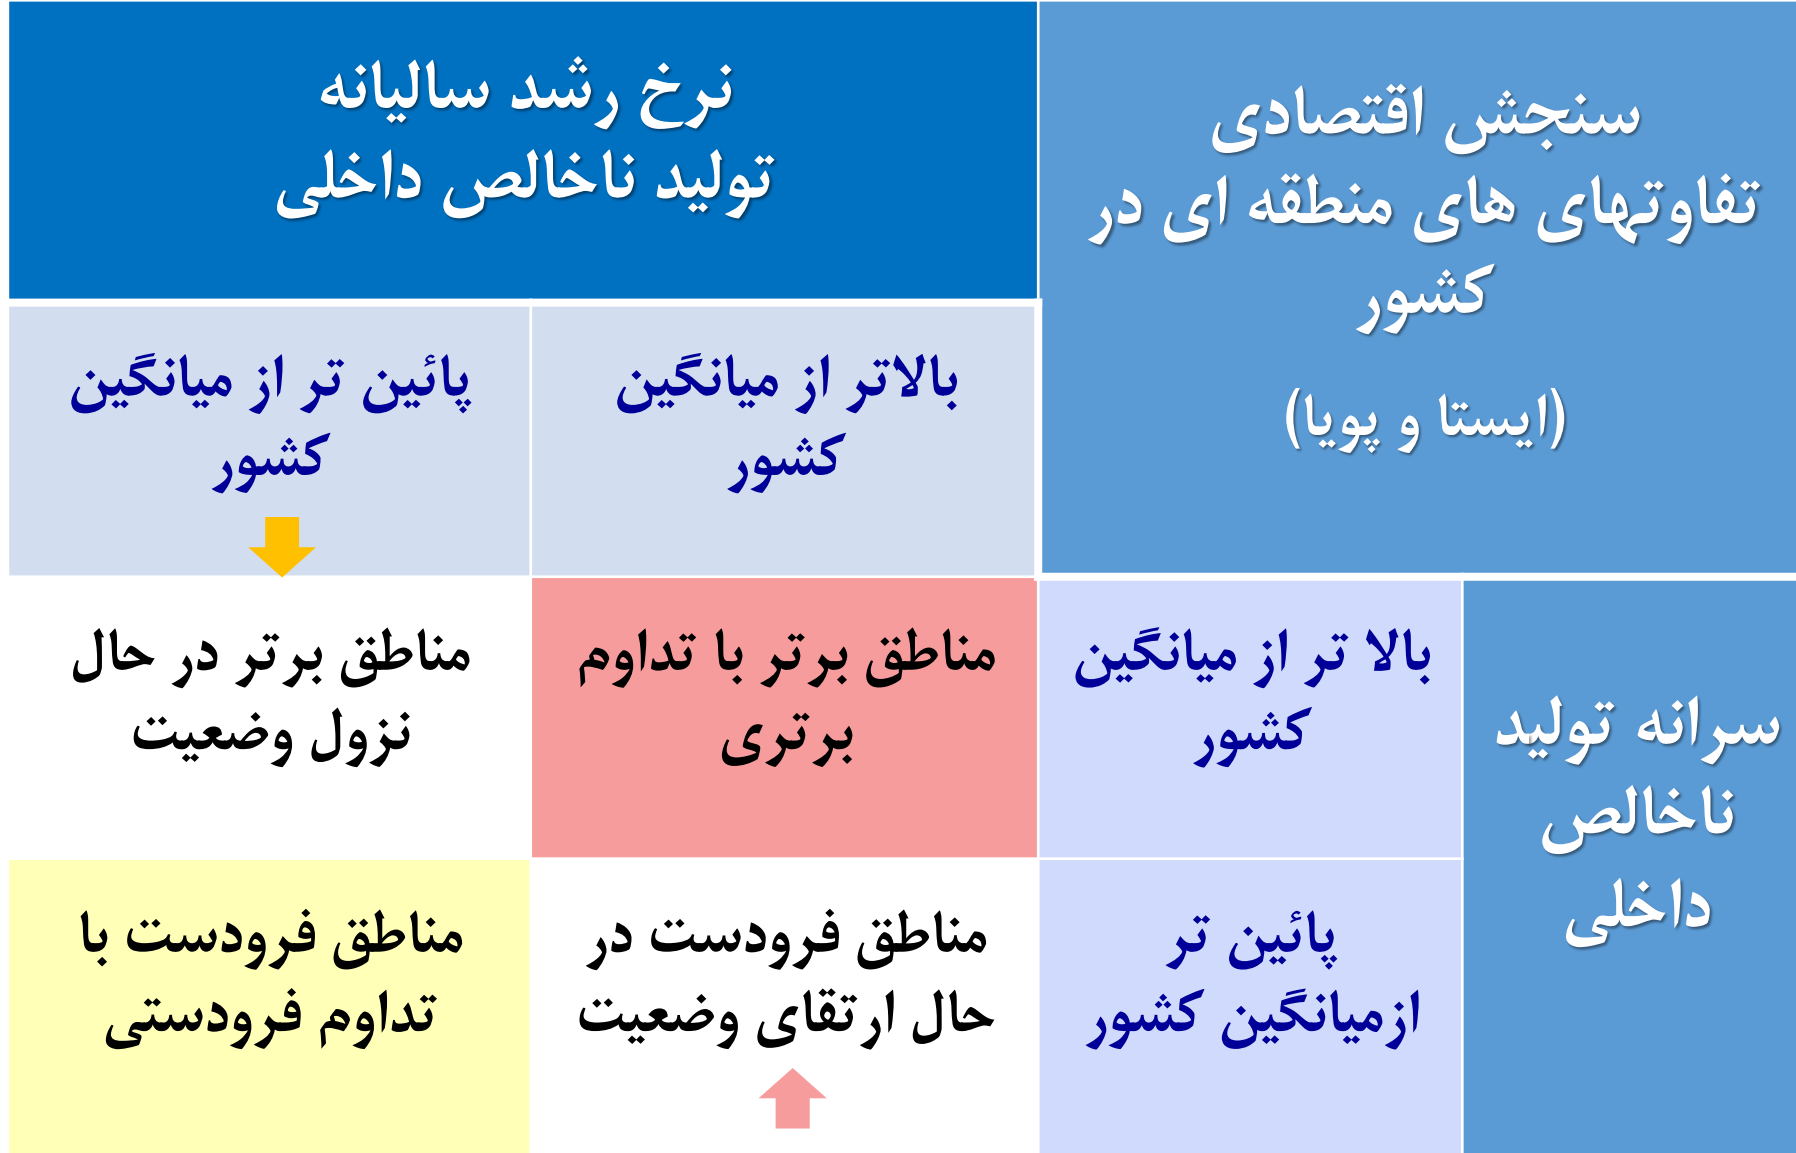 سنجش اقتصادی
تفاوتهای های منطقه ای در
کشور
(ایستا و پویا)
نرخ رشد سالیانه
تولید ناخالص داخلی
بالاتر از میانگین
کشور
پائین تر از میانگین
کشور
سرانه تولید
ناخالص
داخلی
بالا تر از میانگین
کشور
مناطق برتر با تداوم
برتری
مناطق برتر در حال
نزول وضعیت
پائین تر
ازمیانگین کشور
مناطق فرودست در
حال ارتقای وضعیت
مناطق فرودست با
تداوم فرودستی